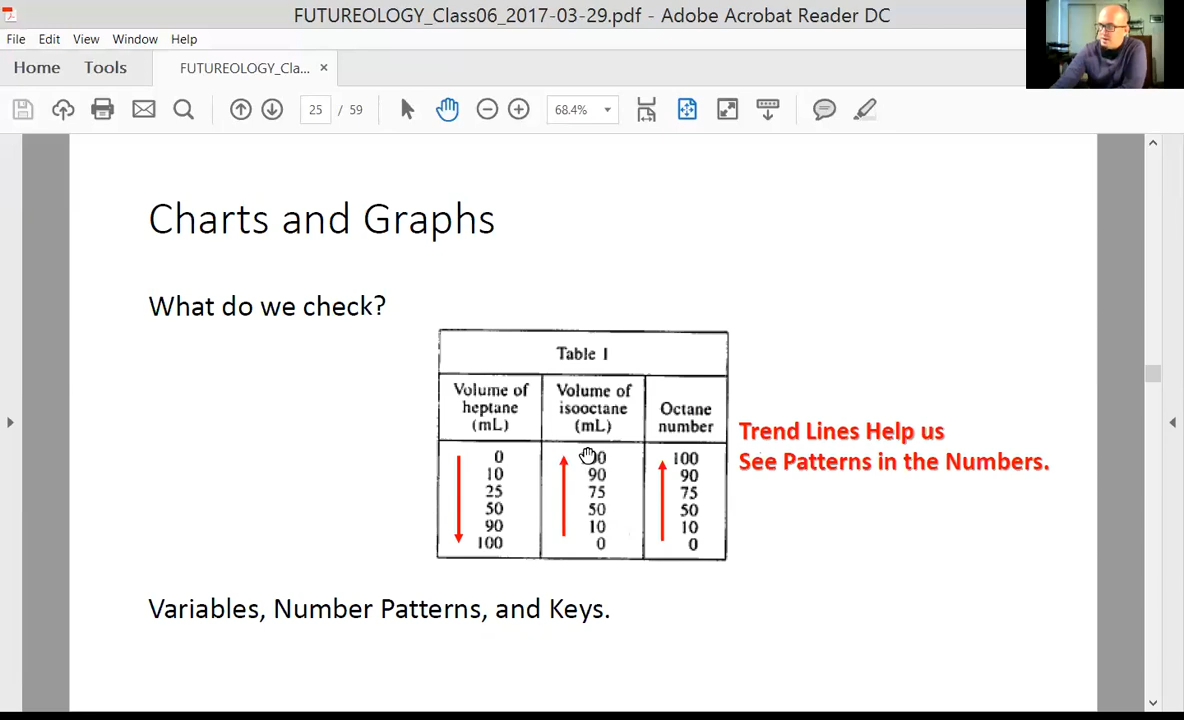 FUTUREOLOGY_Class06_2017-03-29.pdf - Adobe Acrobat Reader DC
File Edit View Window Help
Home Tools FUTUREOLOGY_Cla... ×
25 / 59 68.4%
Charts and Graphs
What do we check?
Table 1
Volume of heptane (mL) Volume of isooctane (mL) Octane number
0 100
10 90 90
25 75 75
50 50 50
90 10 10
100 0 0
Trend Lines Help us
See Patterns in the Numbers.
Variables, Number Patterns, and Keys.